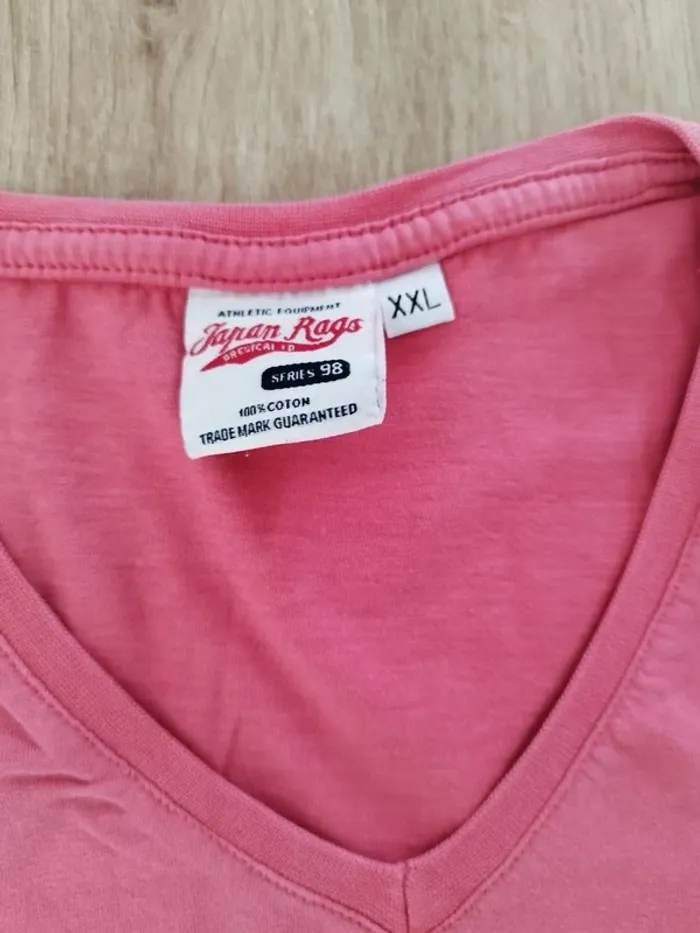 ATHLETIC EQUIPMENT
Japan Rags
SERIES 98
100% COTON
TRADE MARK GUARANTEED
XXL